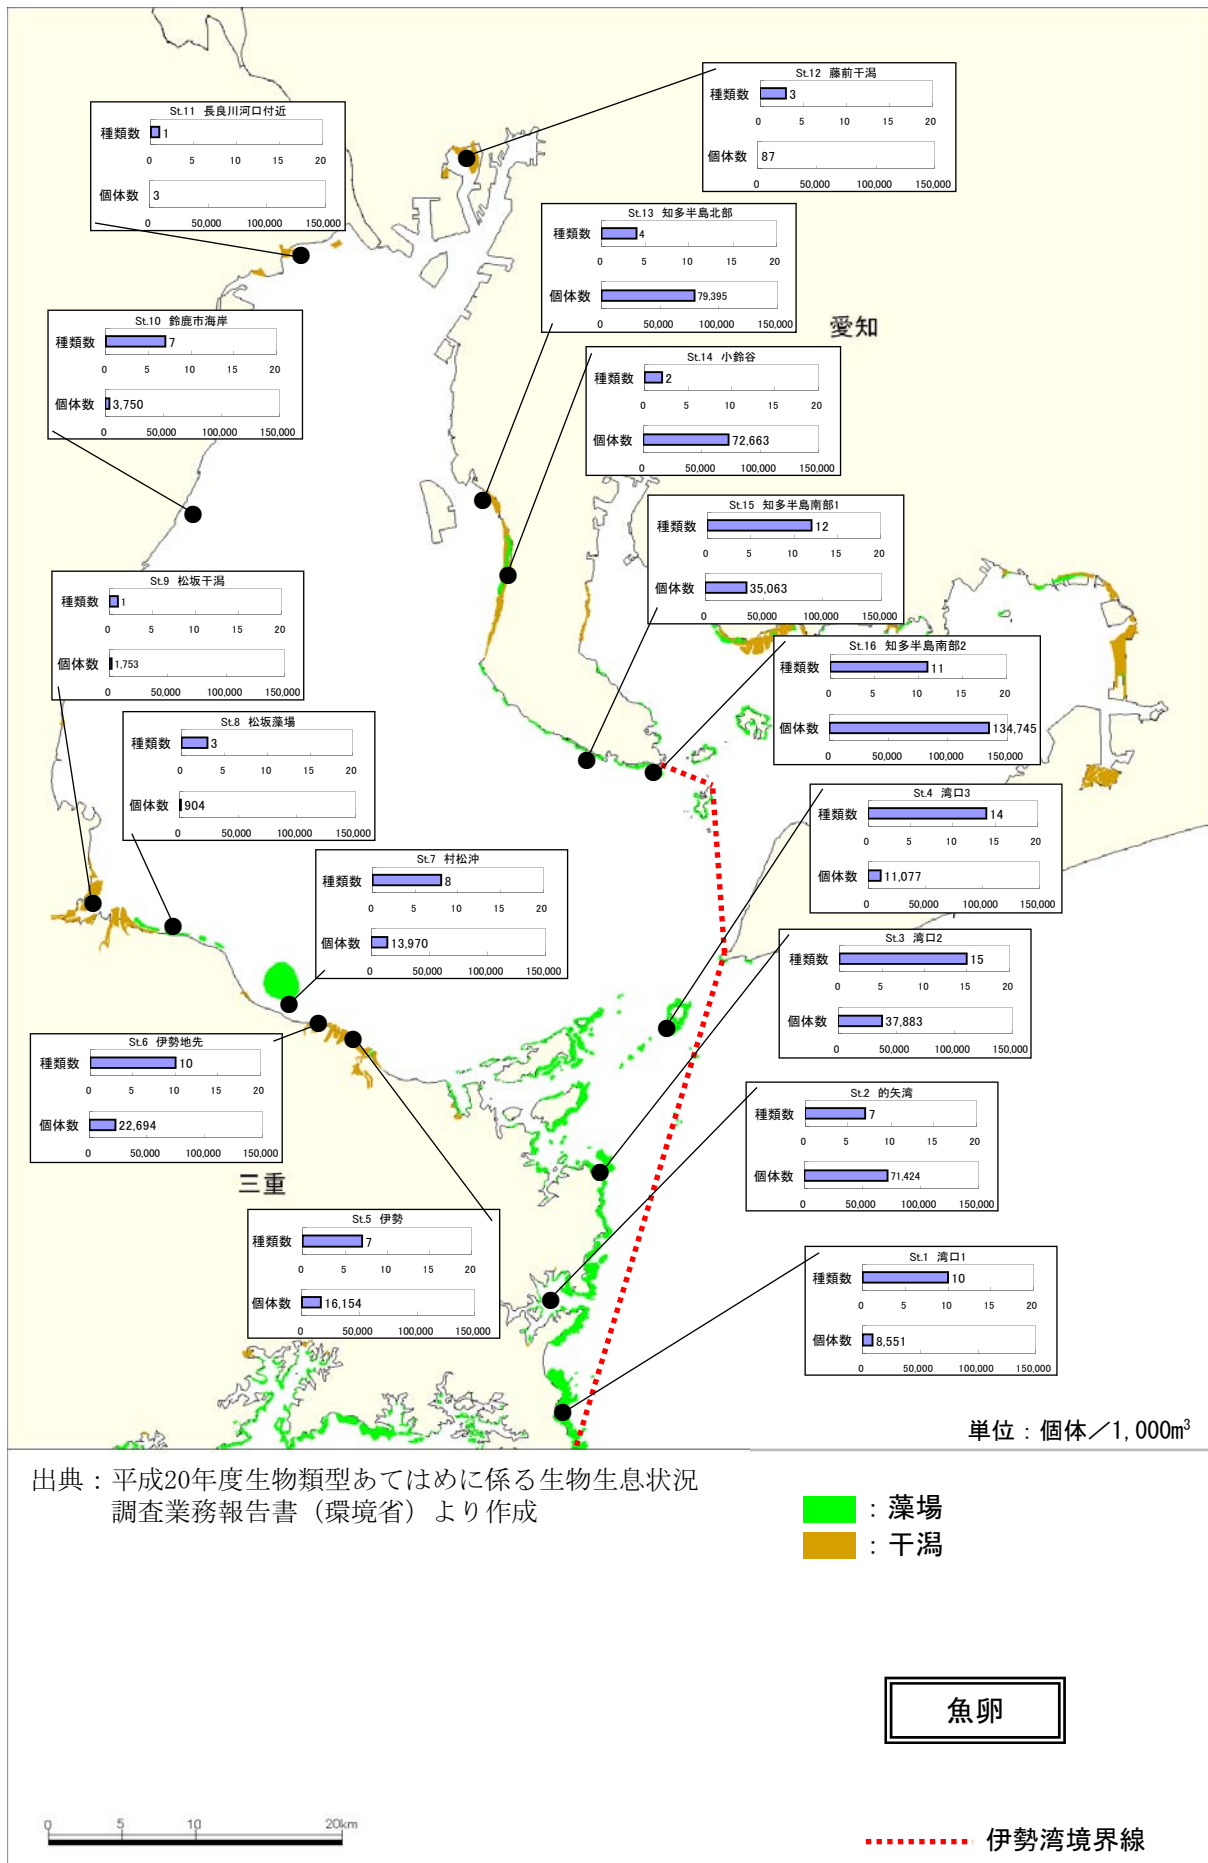 St.12 藤前干潟
種類数
3
0 5 10 15 20
個体数
87
0 50,000 100,000 150,000
St.11 長良川河口付近
種類数
1
0 5 10 15 20
個体数
3
0 50,000 100,000 150,000
St.13 知多半島北部
種類数
4
0 5 10 15 20
個体数
79,395
0 50,000 100,000 150,000
愛知
St.10 鈴鹿市海岸
種類数
7
0 5 10 15 20
個体数
3,750
0 50,000 100,000 150,000
St.14 小鈴谷
種類数
2
0 5 10 15 20
個体数
72,663
0 50,000 100,000 150,000
St.15 知多半島南部1
種類数
12
0 5 10 15 20
個体数
35,063
0 50,000 100,000 150,000
St.9 松坂干潟
種類数
1
0 5 10 15 20
個体数
1,753
0 50,000 100,000 150,000
St.16 知多半島南部2
種類数
11
0 5 10 15 20
個体数
134,745
0 50,000 100,000 150,000
St.8 松坂藻場
種類数
3
0 5 10 15 20
個体数
904
0 50,000 100,000 150,000
St.4 湾口3
種類数
14
0 5 10 15 20
個体数
11,077
0 50,000 100,000 150,000
St.7 村松沖
種類数
8
0 5 10 15 20
個体数
13,970
0 50,000 100,000 150,000
St.3 湾口2
種類数
15
0 5 10 15 20
個体数
37,883
0 50,000 100,000 150,000
St.6 伊勢地先
種類数
10
0 5 10 15 20
個体数
22,694
0 50,000 100,000 150,000
三重
St.2 的矢湾
種類数
7
0 5 10 15 20
個体数
71,424
0 50,000 100,000 150,000
St.5 伊勢
種類数
7
0 5 10 15 20
個体数
16,154
0 50,000 100,000 150,000
St.1 湾口1
種類数
10
0 5 10 15 20
個体数
8,551
0 50,000 100,000 150,000
単位：個体／1,000m³
出典：平成20年度生物類型あてはめに係る生物生息状況
調査業務報告書（環境省）より作成
：藻場
：干潟
魚卵
0 5 10 20km
伊勢湾境界線